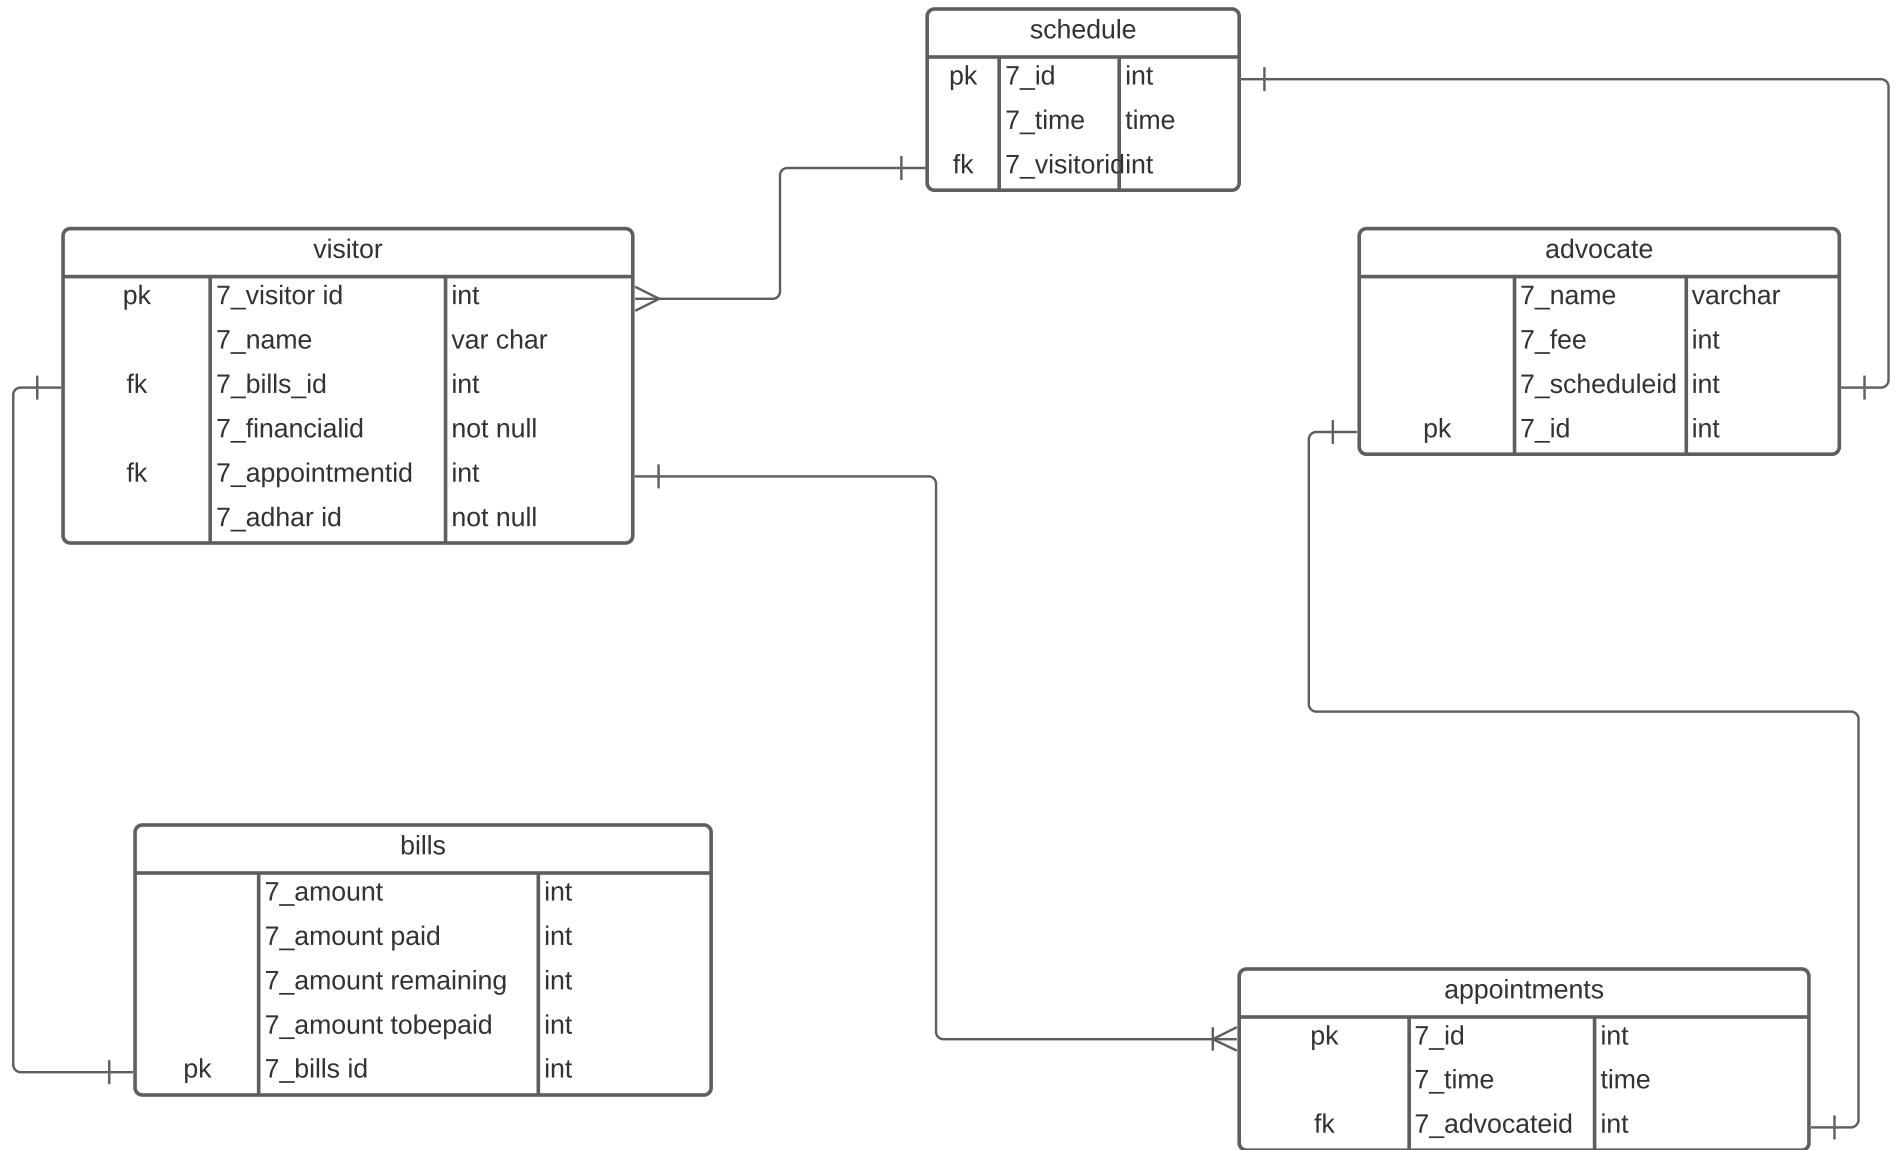 schedule
pk 7_id int
7_time time
fk 7_visitorid int
visitor
pk 7_visitor id int
7_name var char
fk 7_bills_id int
7_financialid not null
fk 7_appointmentid int
7_adhar id not null
advocate
7_name varchar
7_fee int
7_scheduleid int
pk 7_id int
bills
7_amount int
7_amount paid int
7_amount remaining int
7_amount tobepaid int
pk 7_bills id int
appointments
pk 7_id int
7_time time
fk 7_advocateid int